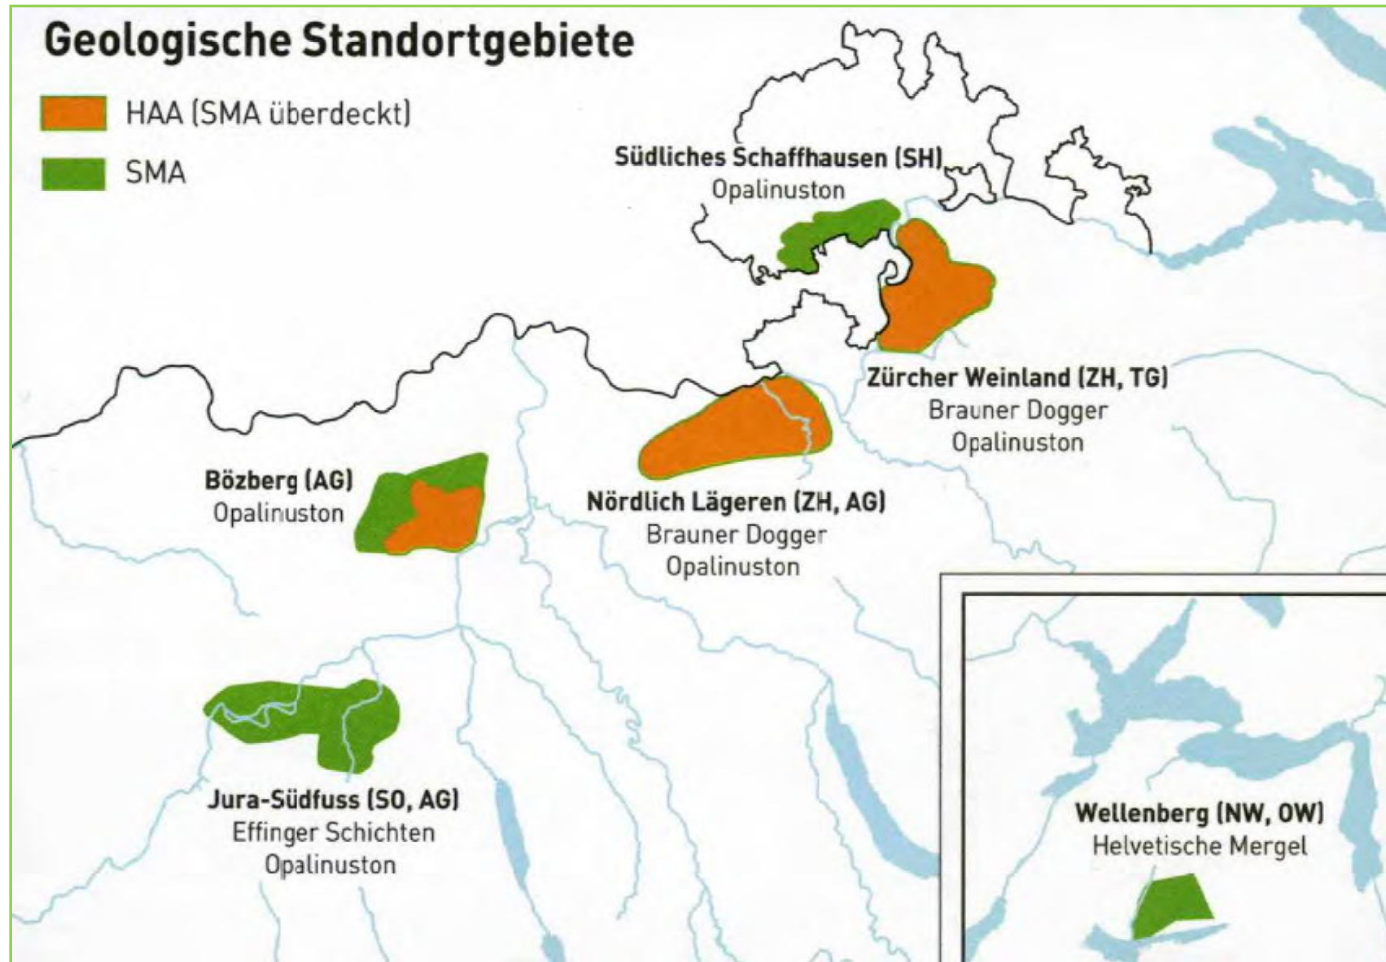 Geologische Standortgebiete
HAA (SMA überdeckt)
SMA
Südliches Schaffhausen (SH)
Opalinuston
Zürcher Weinland (ZH, TG)
Brauner Dogger
Opalinuston
Bözberg (AG)
Opalinuston
Nördlich Lägeren (ZH, AG)
Brauner Dogger
Opalinuston
Jura-Südfuss (SO, AG)
Effinger Schichten
Opalinuston
Wellenberg (NW, OW)
Helvetische Mergel